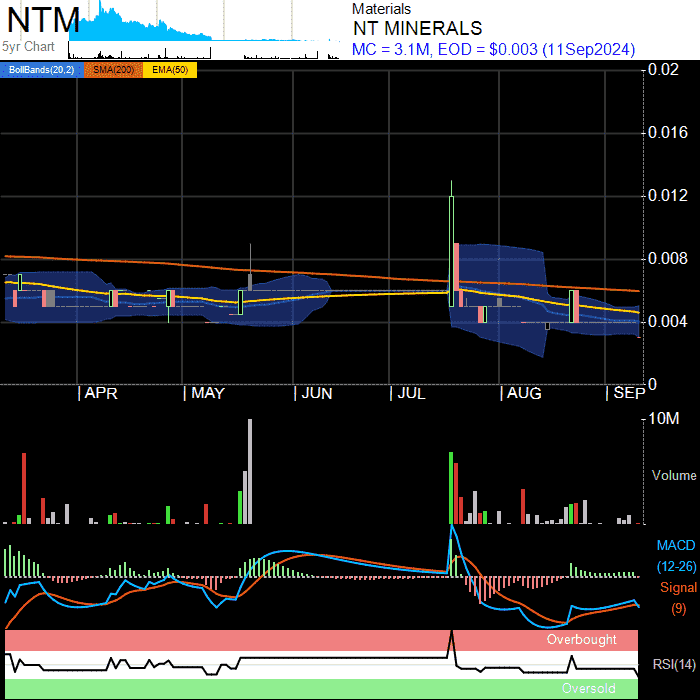 NTM
5yr Chart
Materials
NT MINERALS
MC = 3.1M, EOD = $0.003 (11Sep2024)
BollBands(20,2) SMA(200) EMA(50)
0.02
0.016
0.012
0.008
0.004
0
| APR | MAY | JUN | JUL | AUG | SEP
10M
Volume
MACD
(12-26)
Signal
(9)
Overbought
RSI(14)
Oversold